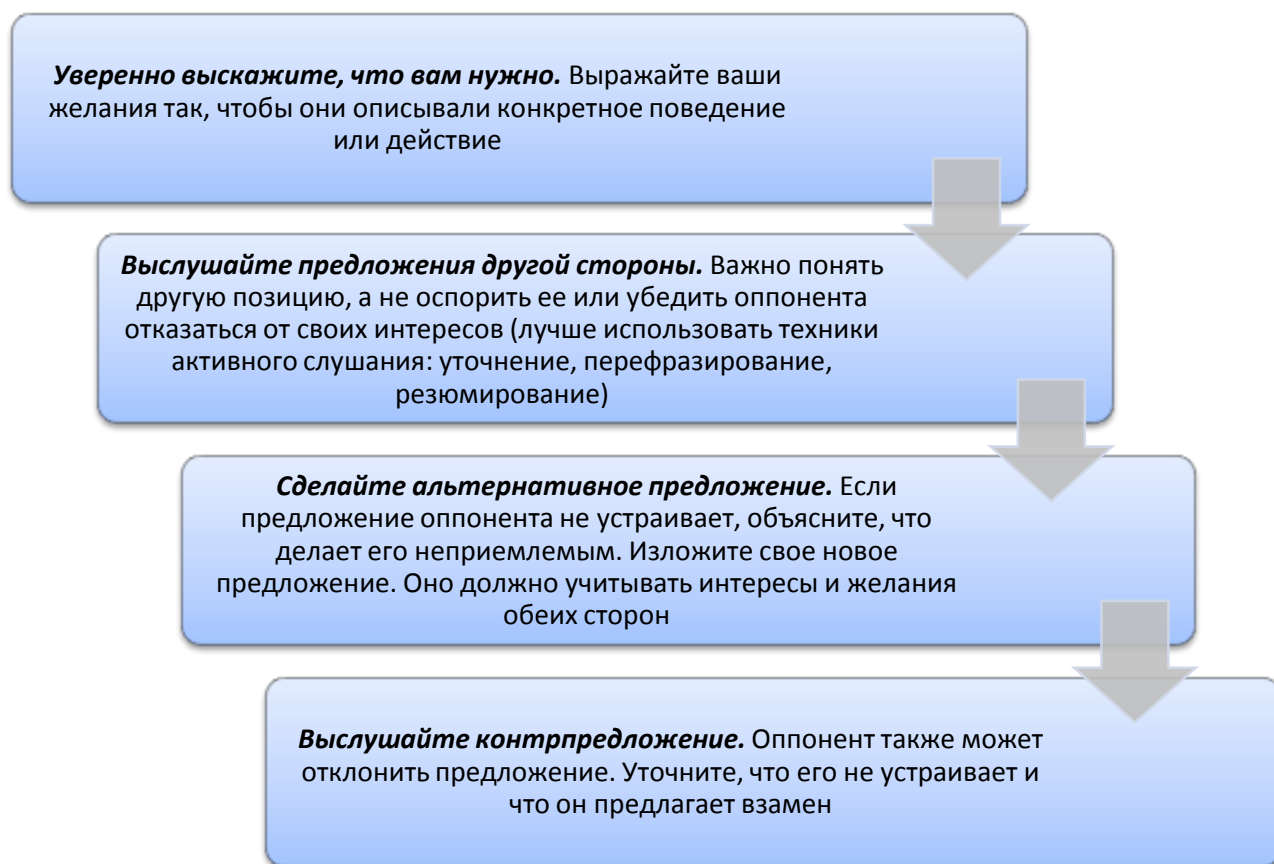 Уверенно выскажите, что вам нужно. Выражайте ваши
желания так, чтобы они описывали конкретное поведение
или действие
Выслушайте предложения другой стороны. Важно понять
другую позицию, а не оспорить ее или убедить оппонента
отказаться от своих интересов (лучше использовать техники
активного слушания: уточнение, перефразирование,
резюмирование)
Сделайте альтернативное предложение. Если
предложение оппонента не устраивает, объясните, что
делает его неприемлемым. Изложите свое новое
предложение. Оно должно учитывать интересы и желания
обеих сторон
Выслушайте контрпредложение. Оппонент также может
отклонить предложение. Уточните, что его не устраивает и
что он предлагает взамен